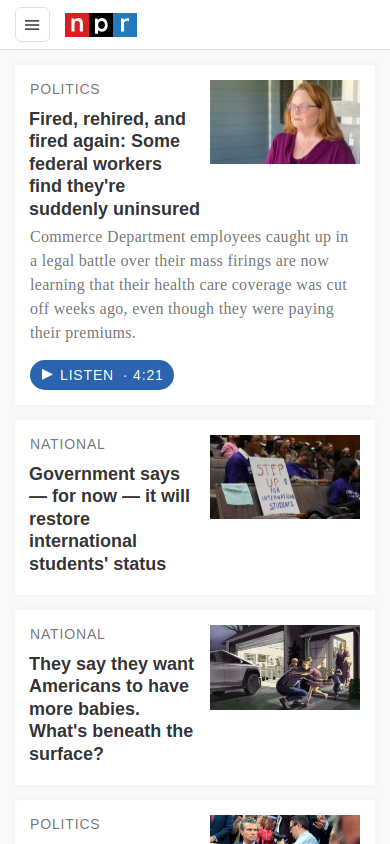 npr
POLITICS
Fired, rehired, and
fired again: Some
federal workers
find they're
suddenly uninsured
Commerce Department employees caught up in
a legal battle over their mass firings are now
learning that their health care coverage was cut
off weeks ago, even though they were paying
their premiums.
LISTEN · 4:21
NATIONAL
Government says
— for now — it will
restore
international
students' status
STEP
UP
FOR
INTERNATIONAL
STUDENTS
NATIONAL
They say they want
Americans to have
more babies.
What's beneath the
surface?
POLITICS